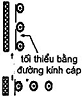 tối thiểu bằng
đường kính cáp